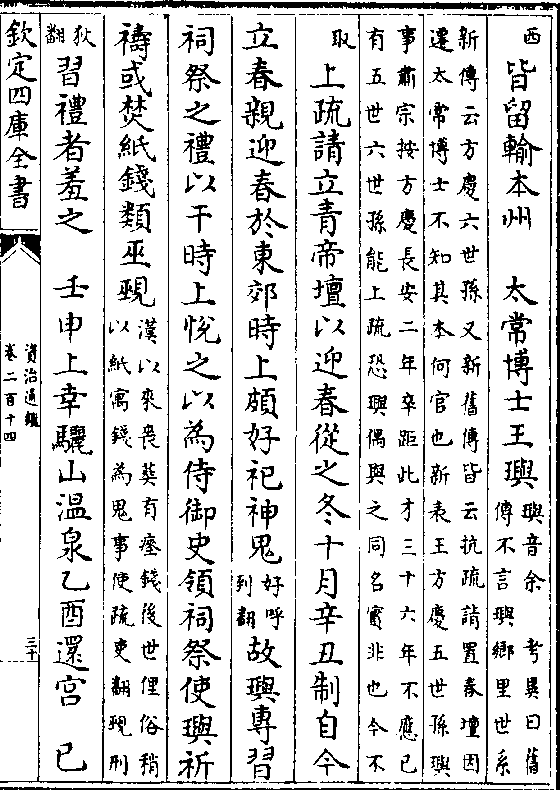 西 皆留輸本州 太常博士王璵 璵音余 考異曰舊傳不言璵鄉里世系
新傳云方慶六世孫又新舊傳皆云抗疏請置春壇因
遷太常博士不知其本何官也新表王方慶五世孫璵
事肅宗按方慶長安二年卒距此才三十六年不應已
有五世六世孫能上疏恐璵偶與之同名實非也今不
取 上疏請立青帝壇以迎春從之冬十月辛丑制自今
立春親迎春於東郊時上頗好祀神鬼 好呼到翻 故璵專習
祠祭之禮以干時上悅之以為侍御史領祠祭使璵祈
禱或焚紙錢類巫覡 漢以來喪葬有瘞錢後世俚俗稍以紙寓錢為鬼事使疏吏翻覡刑
狄翻 習禮者羞之 壬申上幸驪山溫泉乙酉還宮 己
欽定四庫全書
資治通鑑
卷二百十四
三十